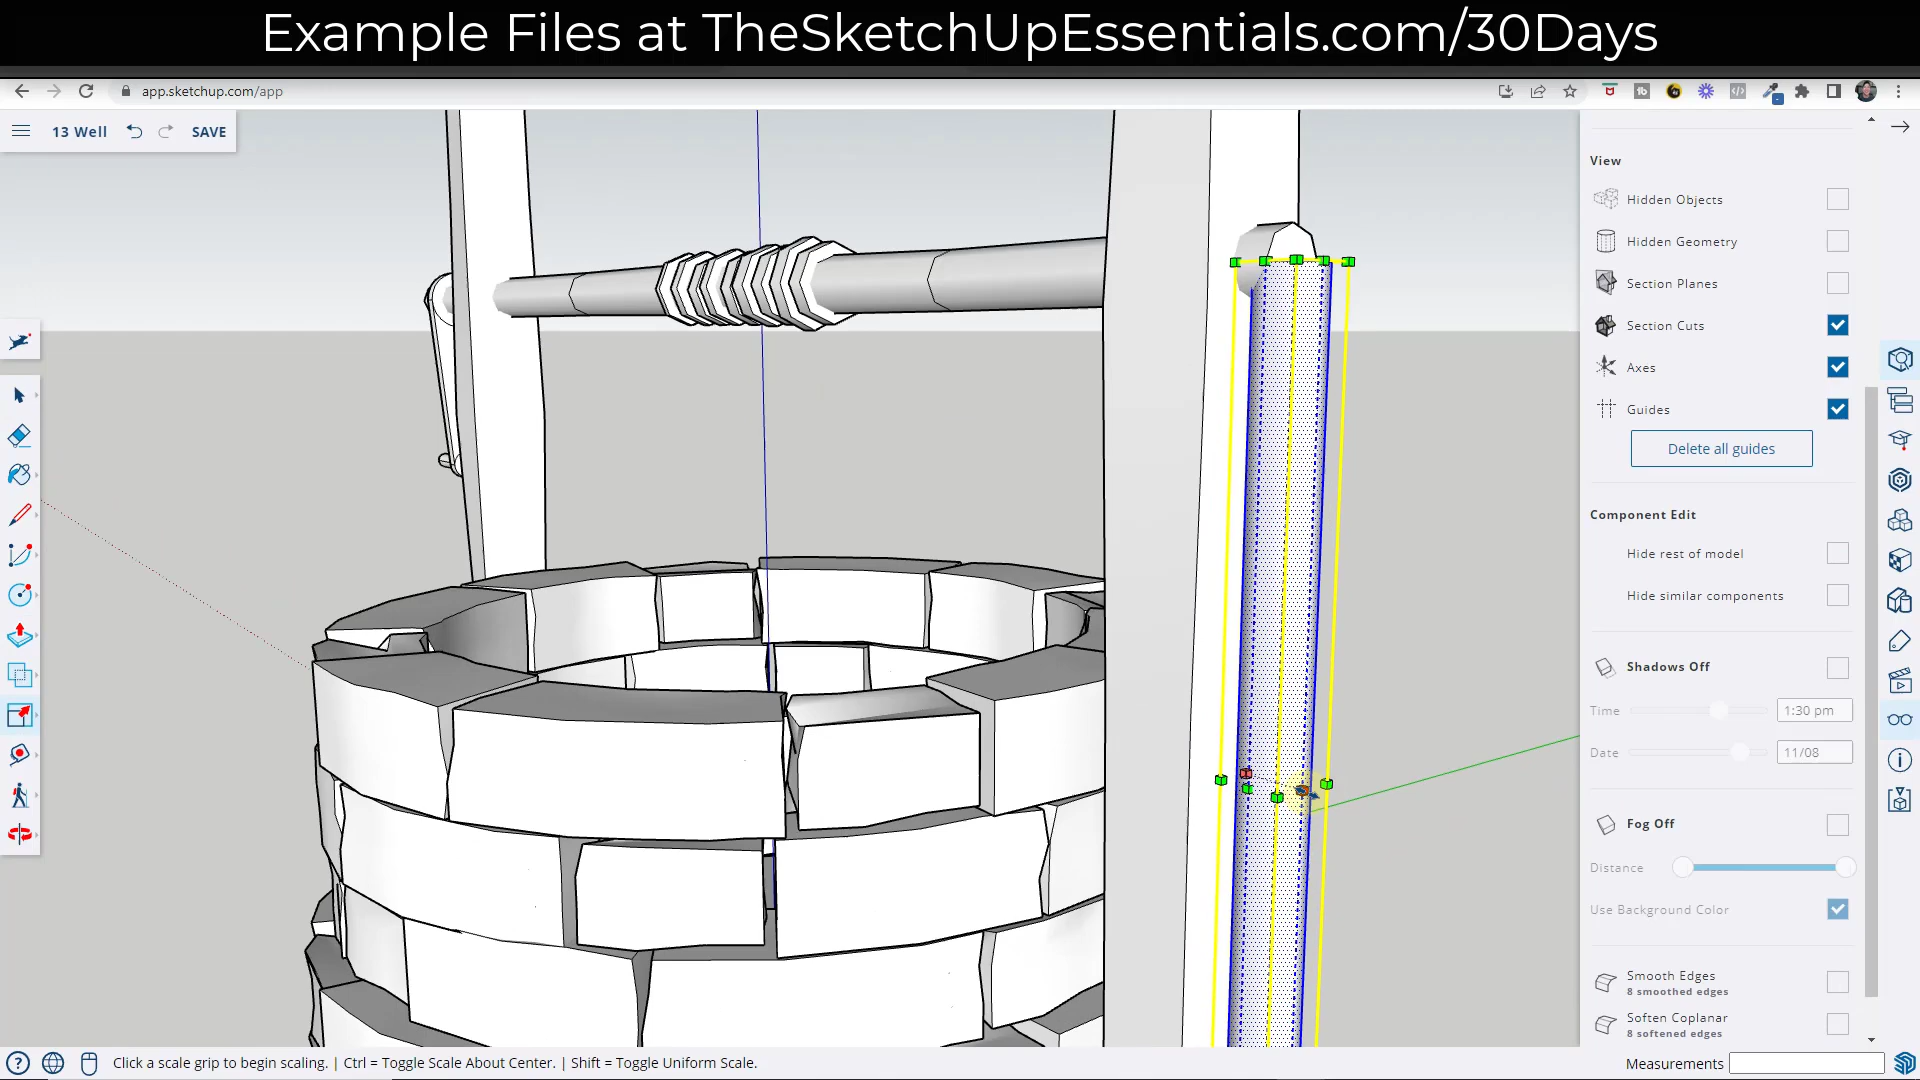 Example Files at TheSketchUpEssentials.com/30Days
app.sketchup.com/app
13 Well
SAVE
View
Hidden Objects
Hidden Geometry
Section Planes
Section Cuts
Axes
Guides
Delete all guides
Component Edit
Hide rest of model
Hide similar components
Shadows Off
Time
1:30 pm
Date
11/08
Fog Off
Distance
Use Background Color
Smooth Edges
8 smoothed edges
Soften Coplanar
8 softened edges
Click a scale grip to begin scaling. | Ctrl = Toggle Scale About Center. | Shift = Toggle Uniform Scale.
Measurements